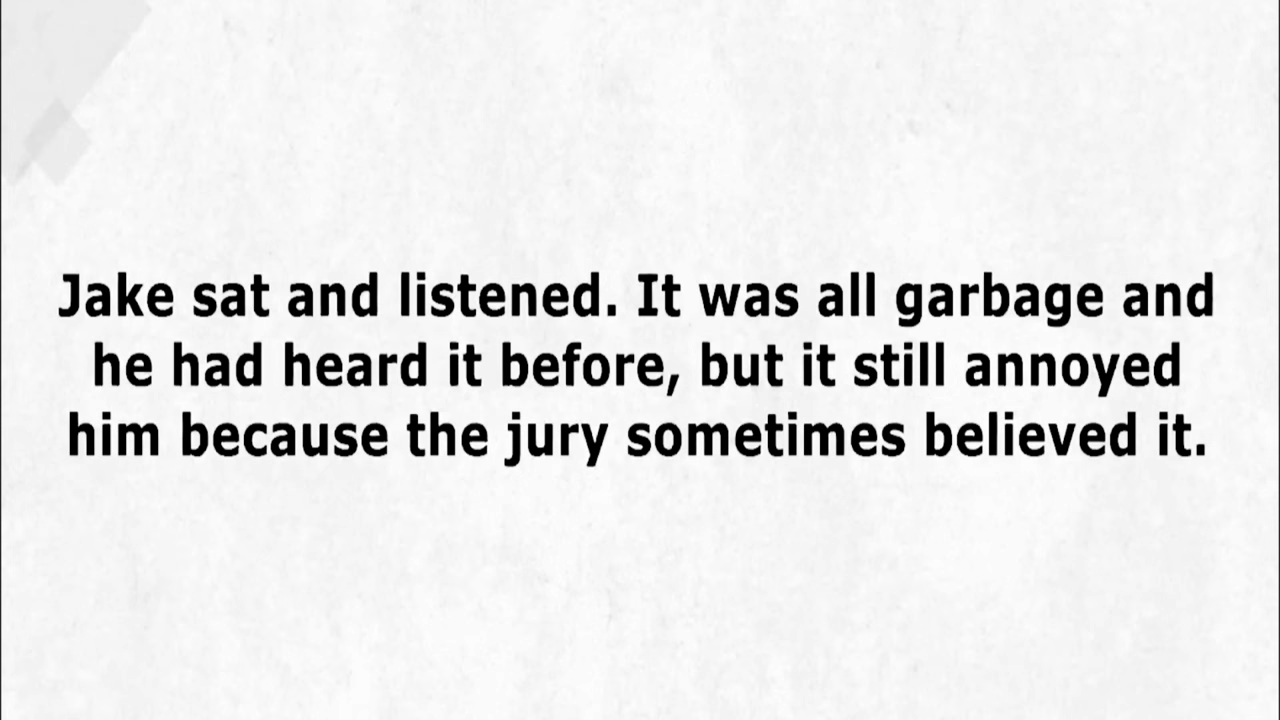 Jake sat and listened. It was all garbage and
he had heard it before, but it still annoyed
him because the jury sometimes believed it.